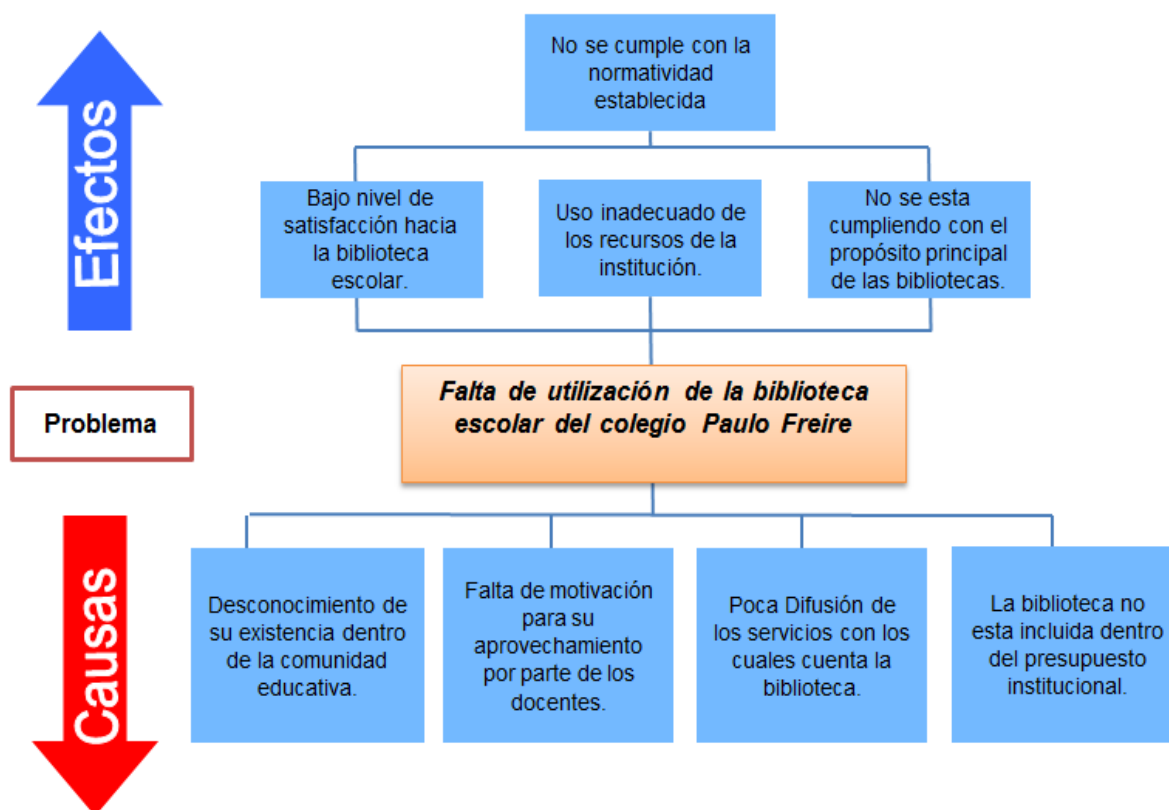 Efectos
No se cumple con la
normatividad
establecida
Bajo nivel de
satisfacción hacia
la biblioteca
escolar.
Uso inadecuado de
los recursos de la
institución.
No se esta
cumpliendo con el
propósito principal
de las bibliotecas.
Problema
Falta de utilización de la biblioteca
escolar del colegio Paulo Freire
Causas
Desconocimiento de
su existencia dentro
de la comunidad
educativa.
Falta de motivación
para su
aprovechamiento
por parte de los
docentes.
Poca Difusión de
los servicios con los
cuales cuenta la
biblioteca.
La biblioteca no
esta incluida dentro
del presupuesto
institucional.